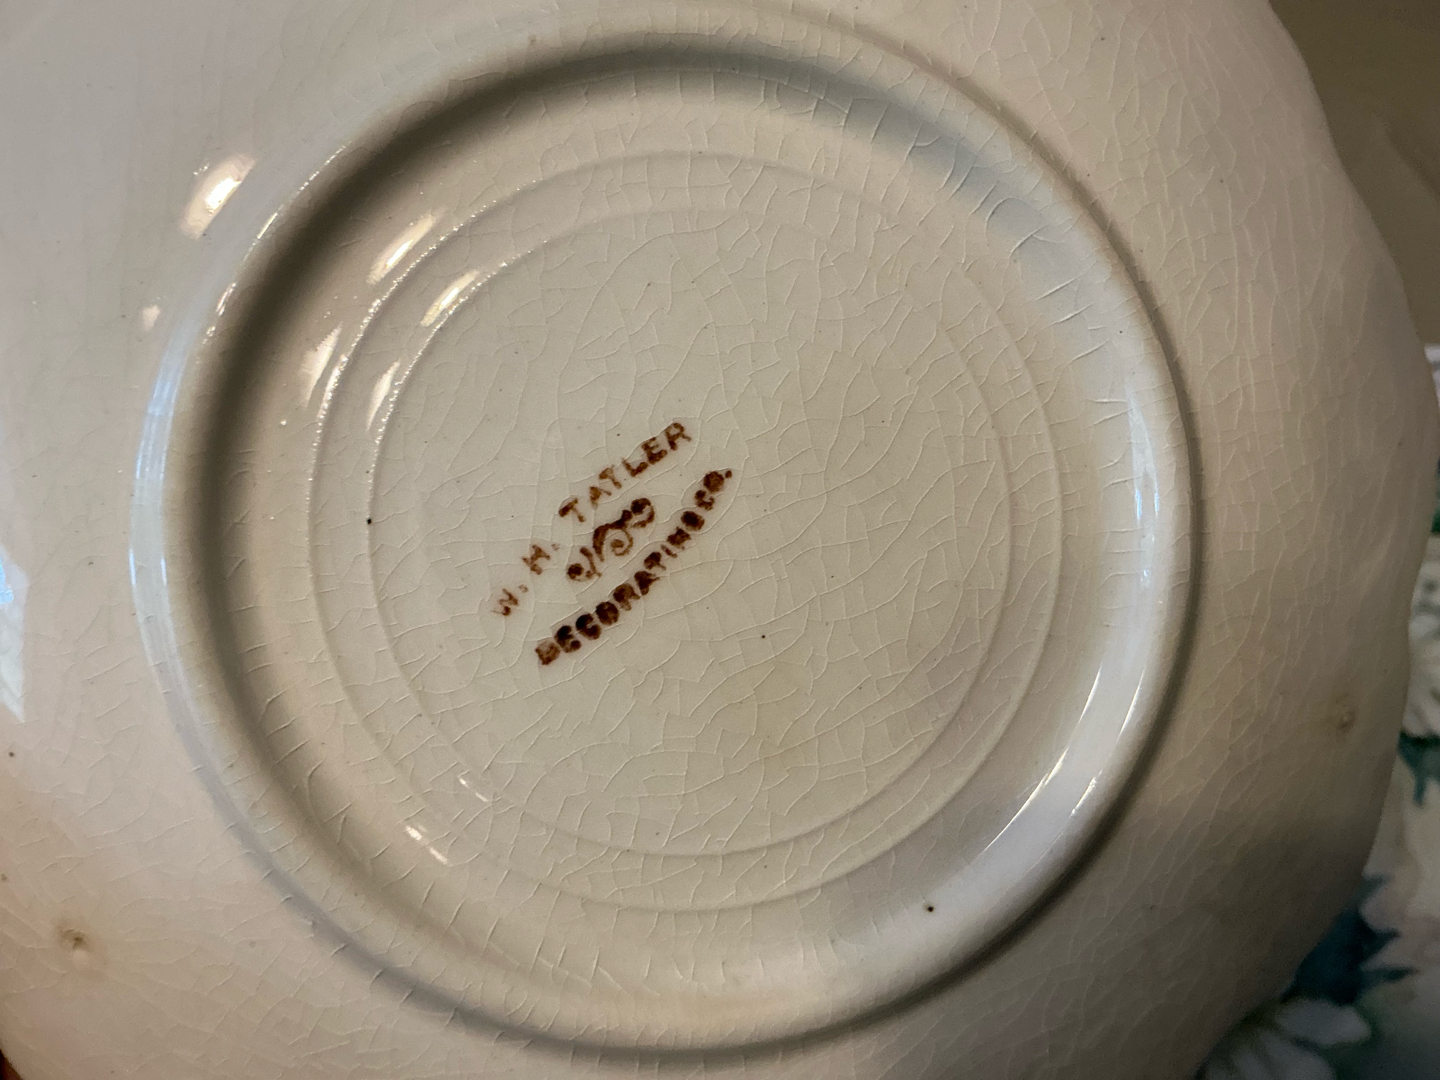 W. H. TATLER
DECORATING CO.